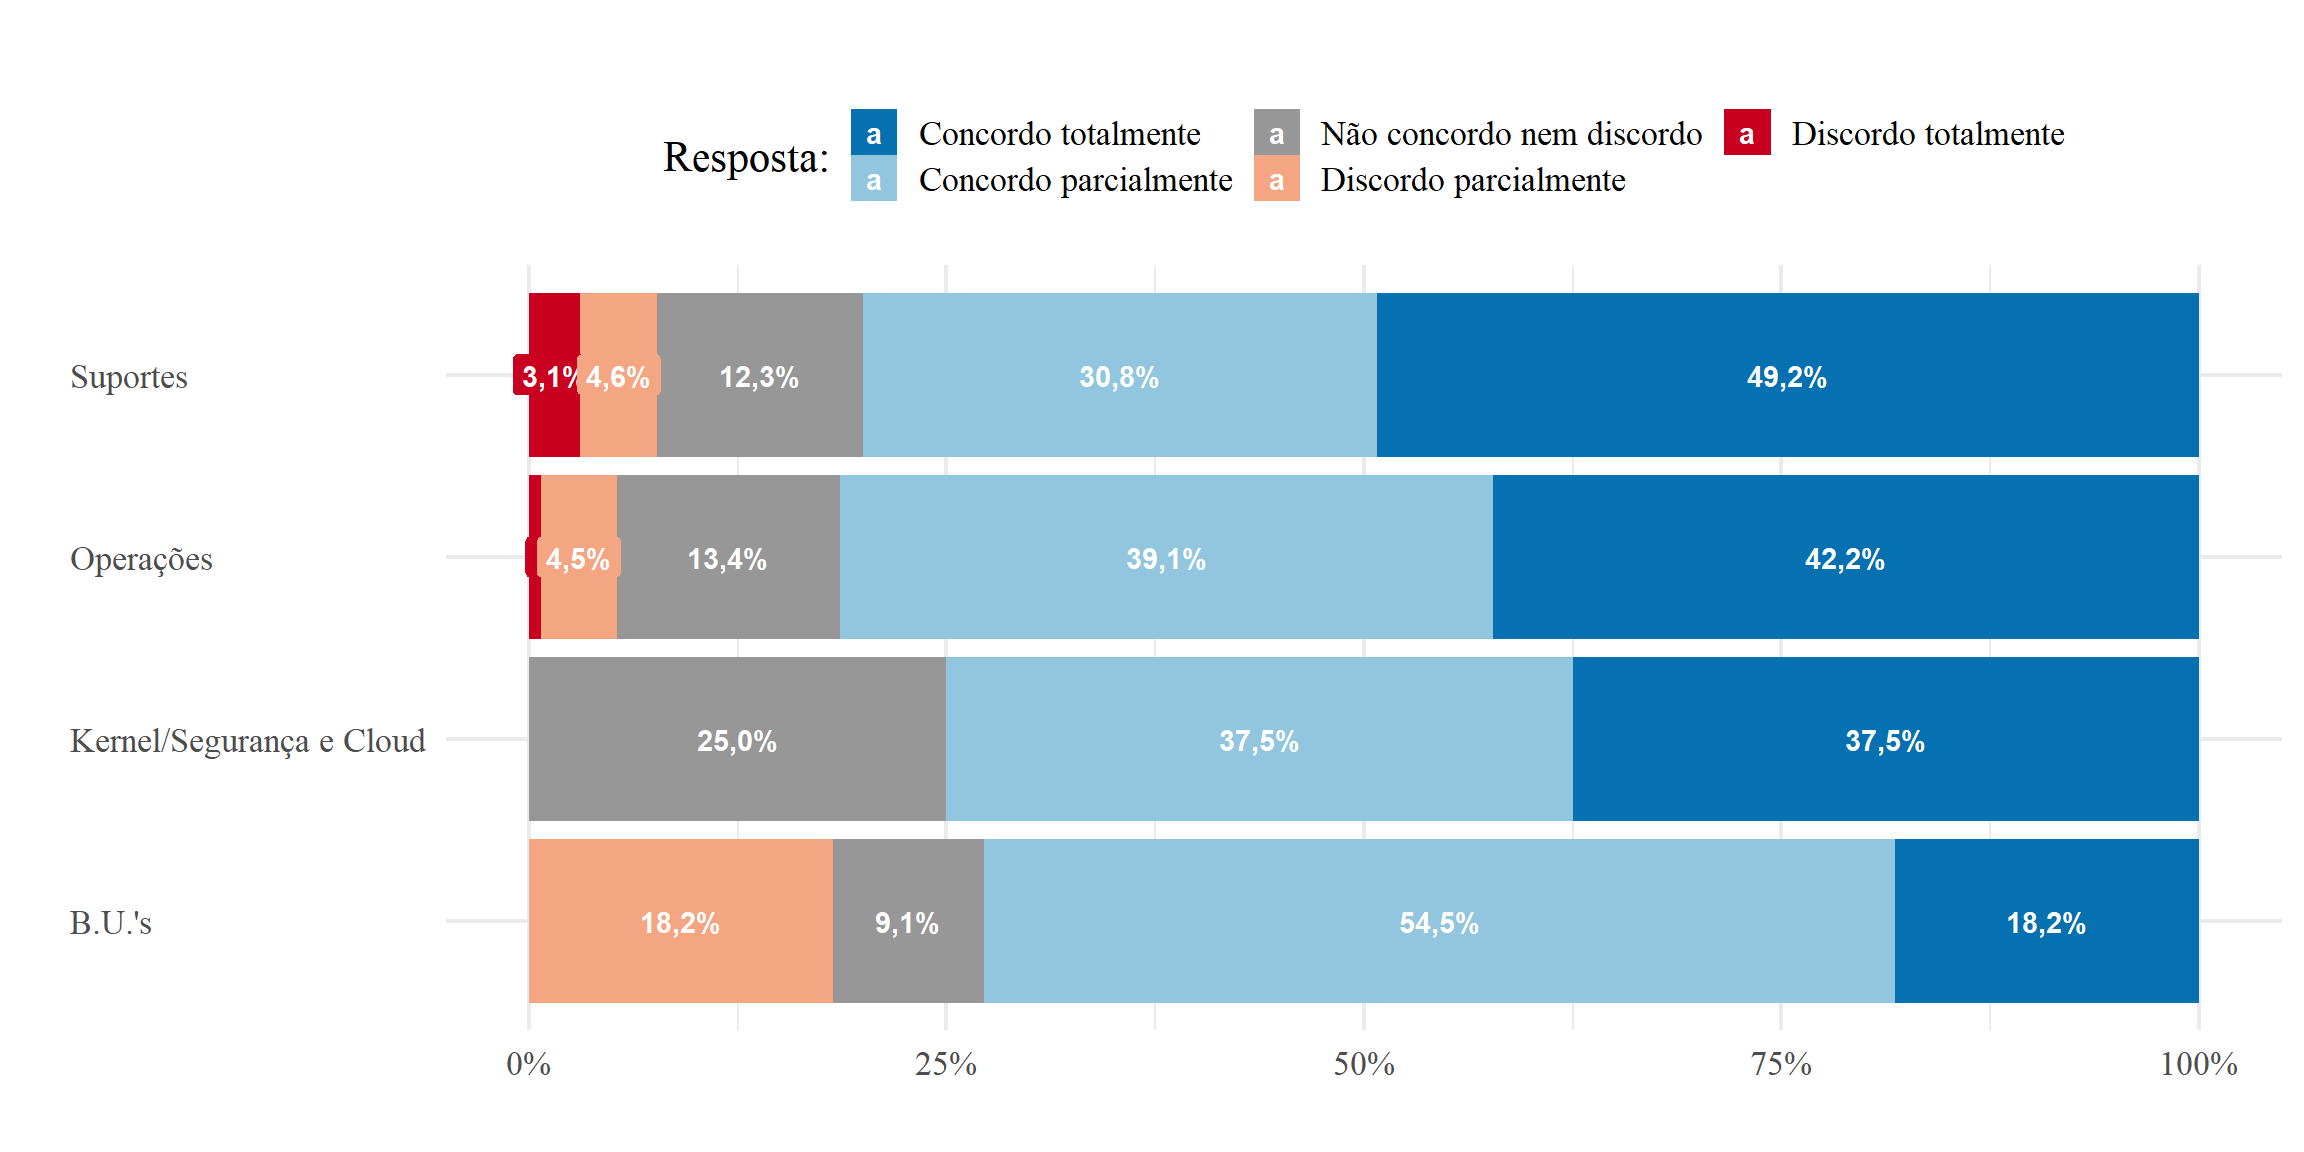 Resposta:
a Concordo totalmente
a Concordo parcialmente
a Não concordo nem discordo
a Discordo parcialmente
a Discordo totalmente
Suportes
3,1% 4,6% 12,3% 30,8% 49,2%
Operações
4,5% 13,4% 39,1% 42,2%
Kernel/Segurança e Cloud
25,0% 37,5% 37,5%
B.U.'s
18,2% 9,1% 54,5% 18,2%
0% 25% 50% 75% 100%